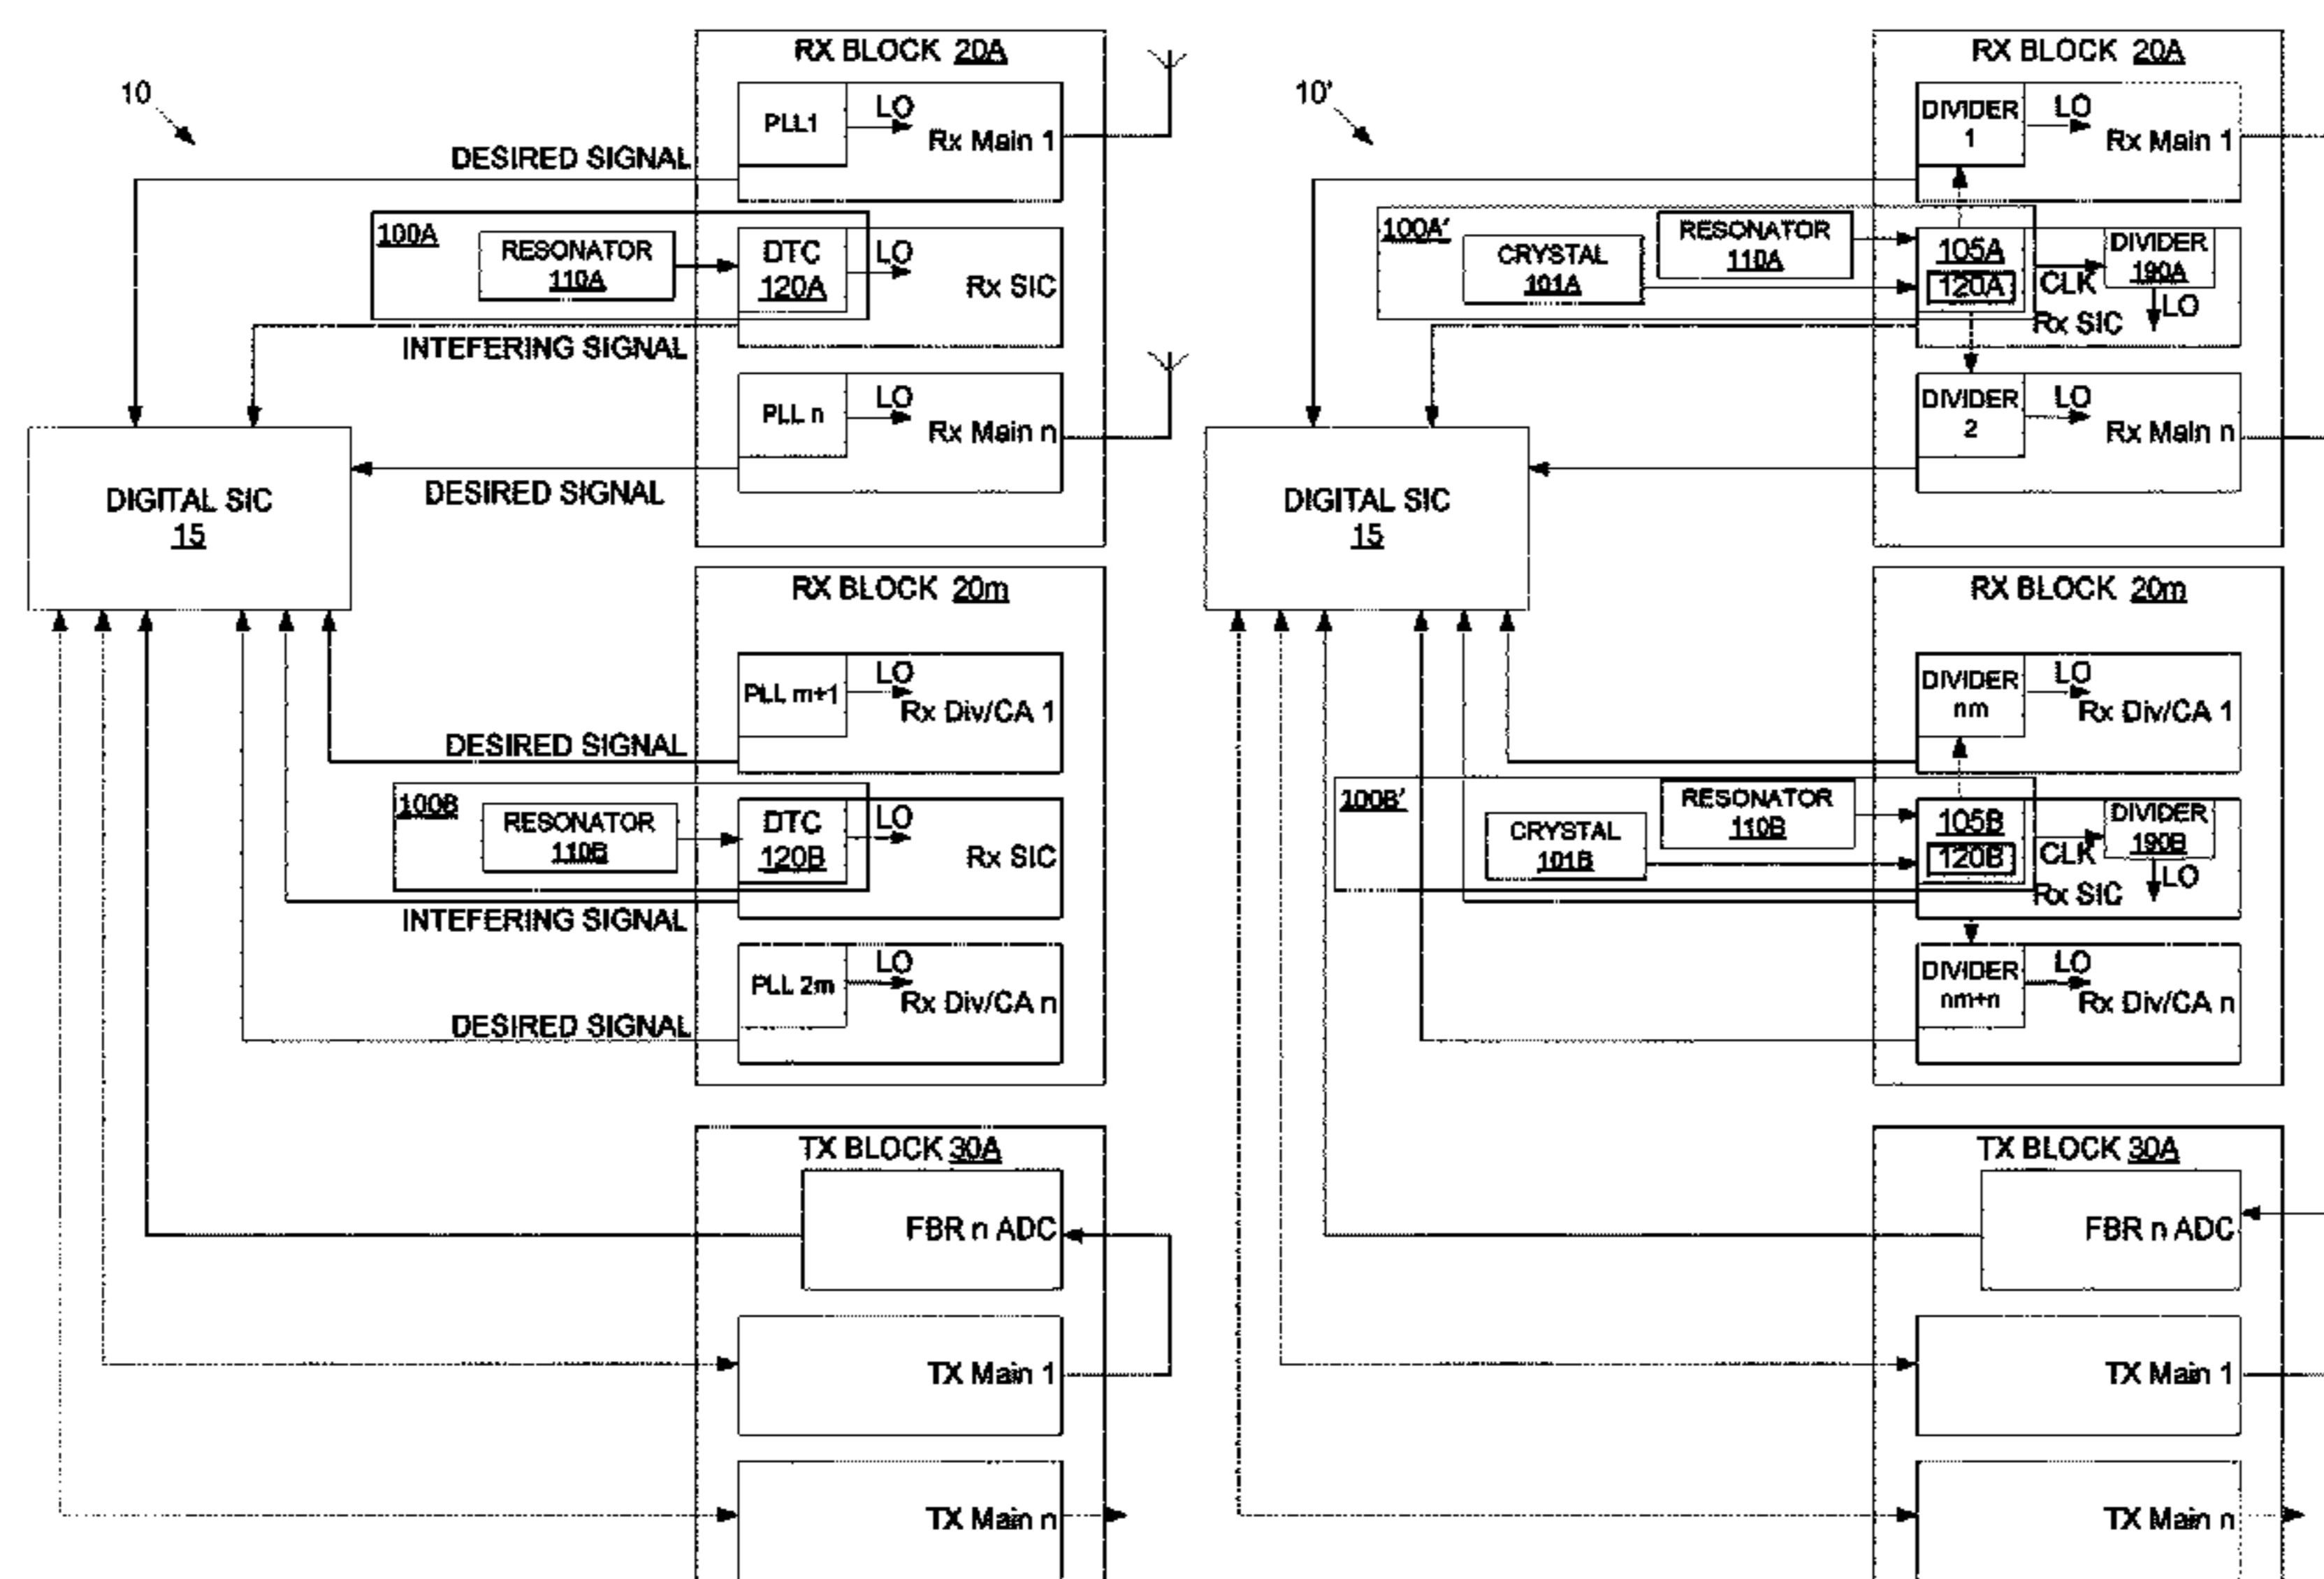 10
RX BLOCK 20A
PLL1
LO
Rx Main 1
DESIRED SIGNAL
100A
RESONATOR
110A
DTC
120A
LO
Rx SIC
INTEFERING SIGNAL
PLL n
LO
Rx Main n
DESIRED SIGNAL
DIGITAL SIC
15
RX BLOCK 20m
PLL m+1
LO
Rx Div/CA 1
DESIRED SIGNAL
100B
RESONATOR
110B
DTC
120B
LO
Rx SIC
INTEFERING SIGNAL
PLL 2m
LO
Rx Div/CA n
DESIRED SIGNAL
TX BLOCK 30A
FBR n ADC
TX Main 1
TX Main n
10'
RX BLOCK 20A
DIVIDER
1
LO
Rx Main 1
100A'
CRYSTAL
101A
RESONATOR
110A
105A
120A
CLK
DIVIDER
190A
LO
Rx SIC
DIVIDER
2
LO
Rx Main n
DIGITAL SIC
15
RX BLOCK 20m
DIVIDER
nm
LO
Rx Div/CA 1
100B'
CRYSTAL
101B
RESONATOR
110B
105B
120B
CLK
DIVIDER
190B
LO
Rx SIC
DIVIDER
nm+n
LO
Rx Div/CA n
TX BLOCK 30A
FBR n ADC
TX Main 1
TX Main n